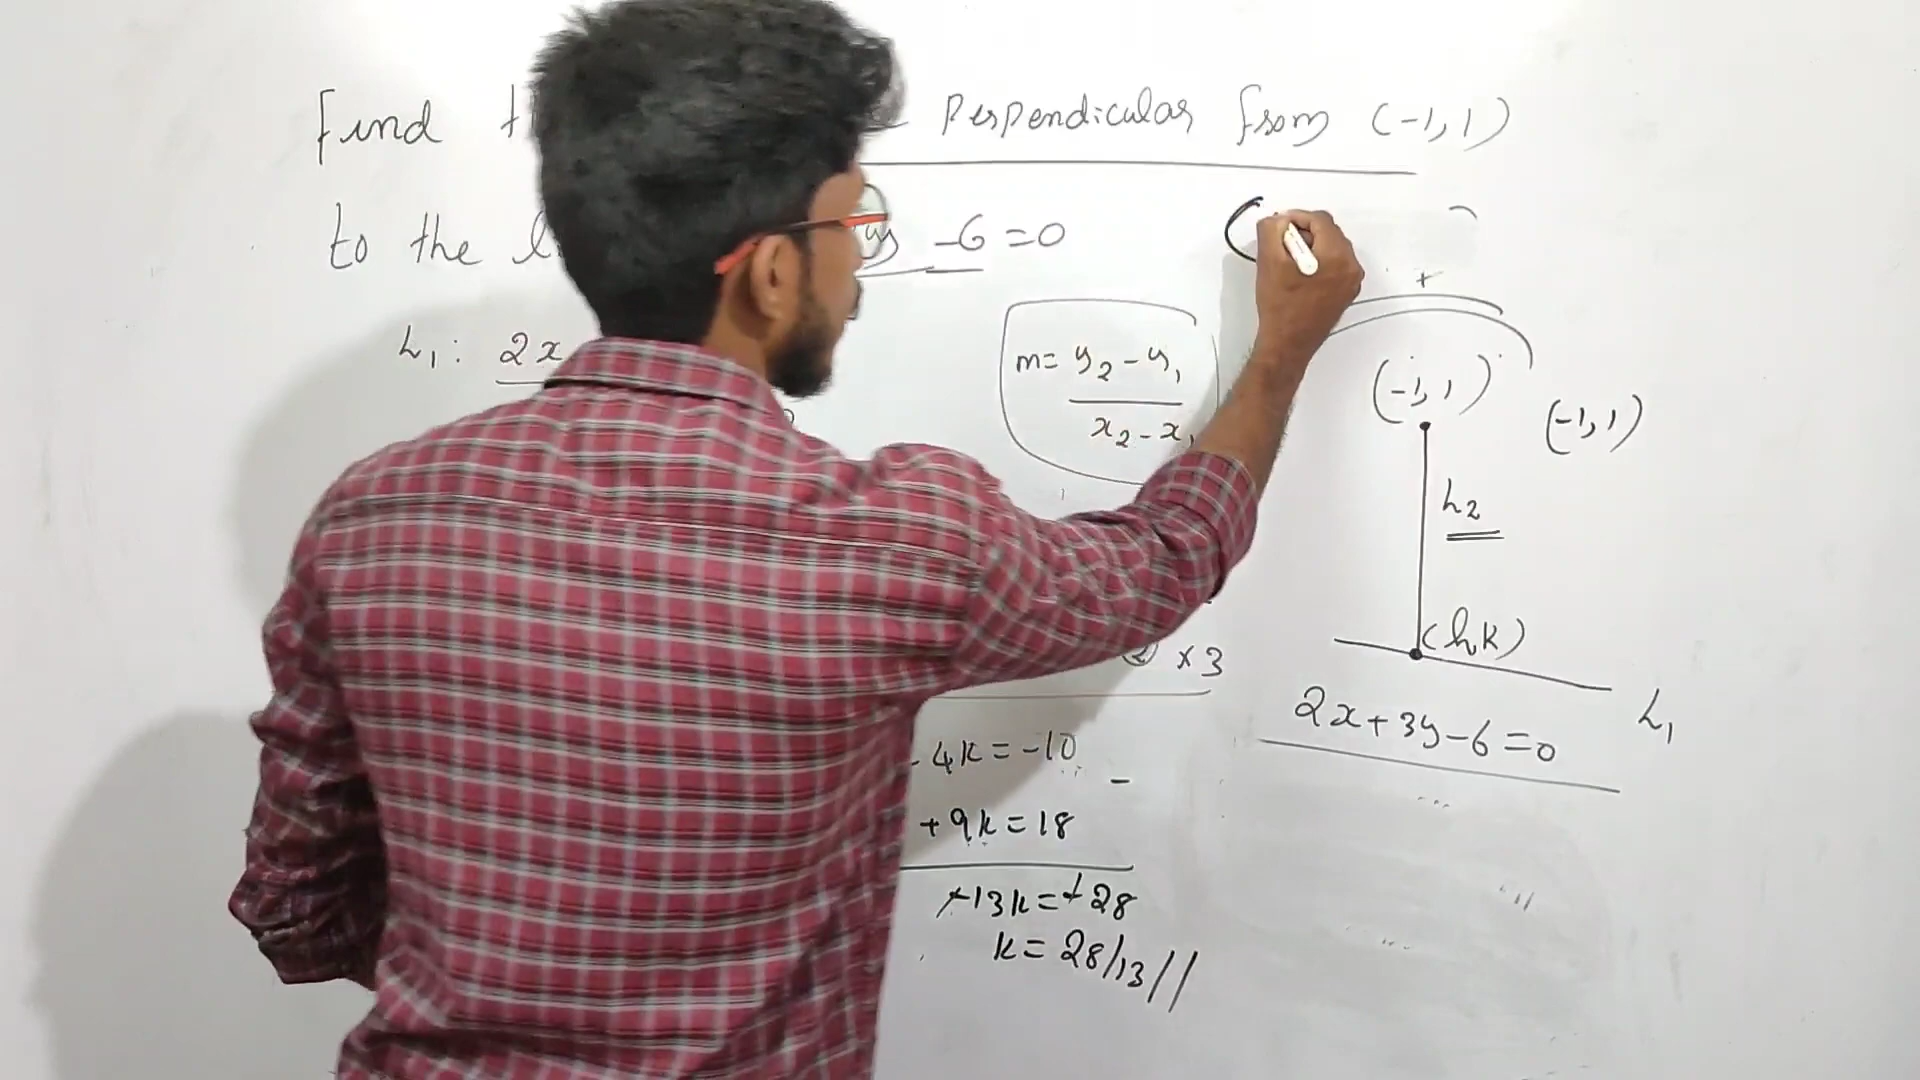 Find Perpendicular from (-1, 1)
to the -6 =0
L₁: 2x
m= y₂ - y₁
x₂ - x₁
(-1, 1)
(-1, 1)
L₂
(h k)
2x+3y-6=0
L₁
② ×3
- 4k = -10
-
+9k=18
+13k=+28
k= 28/13//